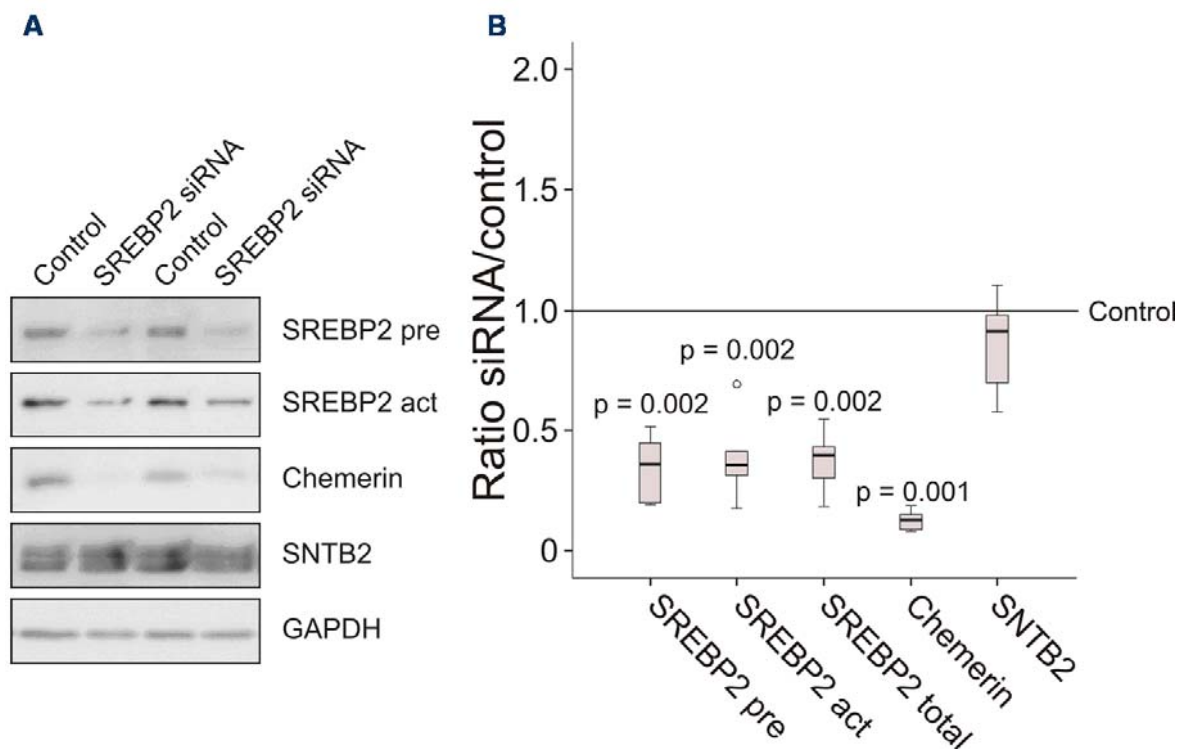 A
Control
SREBP2 siRNA
Control
SREBP2 siRNA
SREBP2 pre
SREBP2 act
Chemerin
SNTB2
GAPDH
B
Ratio siRNA/control
2.0
1.5
1.0
0.5
0
Control
p = 0.002
p = 0.002
p = 0.002
p = 0.001
SREBP2 pre
SREBP2 act
SREBP2 total
Chemerin
SNTB2